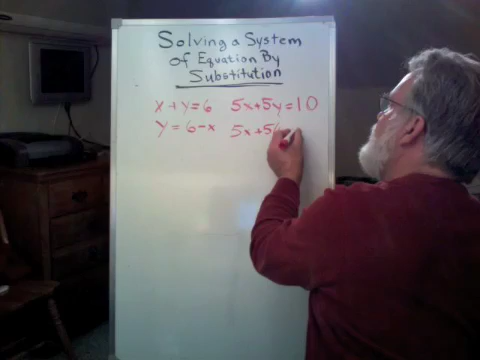 Solving a System
of Equation By
Substitution
x + y = 6 5x + 5y = 10
y = 6 - x 5x + 5(